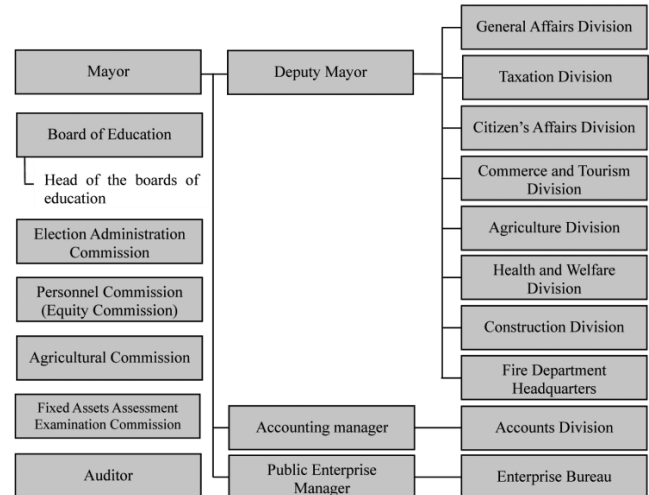 Mayor
Board of Education
Head of the boards of
education
Election Administration
Commission
Personnel Commission
(Equity Commission)
Agricultural Commission
Fixed Assets Assessment
Examination Commission
Auditor
Deputy Mayor
Accounting manager
Public Enterprise
Manager
General Affairs Division
Taxation Division
Citizen's Affairs Division
Commerce and Tourism
Division
Agriculture Division
Health and Welfare
Division
Construction Division
Fire Department
Headquarters
Accounts Division
Enterprise Bureau